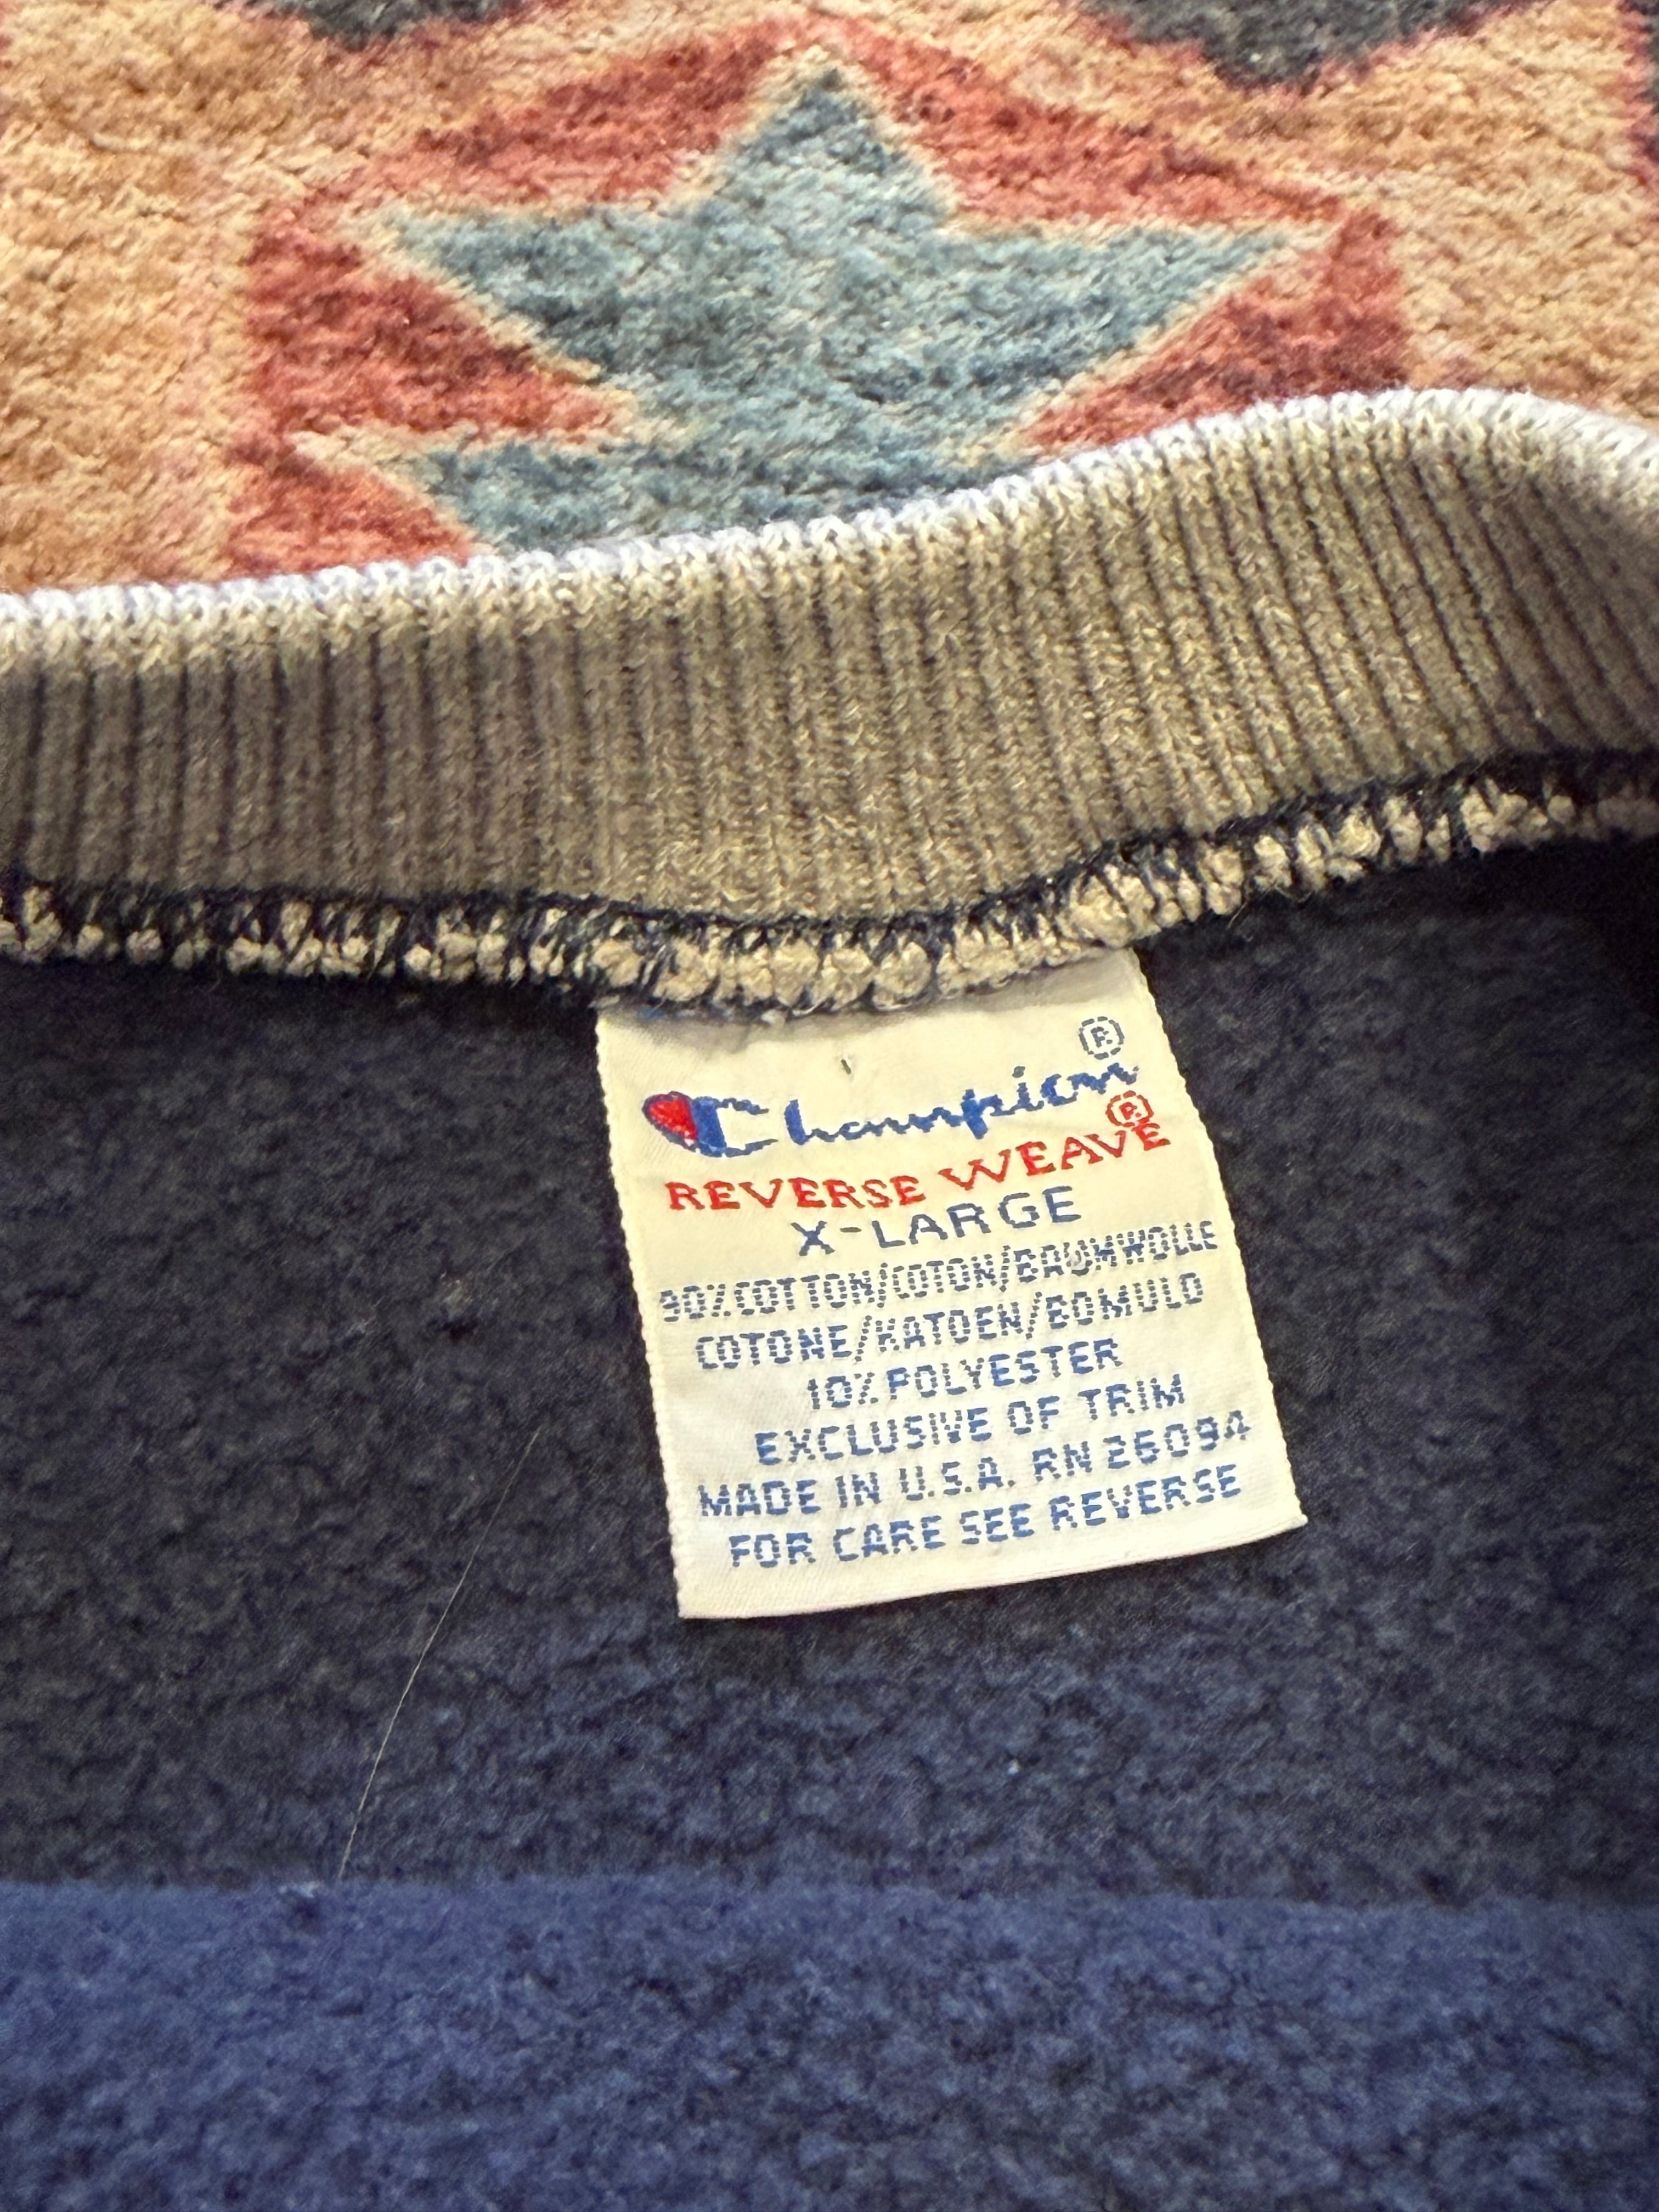 Champion®
REVERSE WEAVE®
X-LARGE
90% COTTON/COTON/BAUMWOLLE
COTONE/KATOEN/BOMULD
10% POLYESTER
EXCLUSIVE OF TRIM
MADE IN U.S.A. RN 26094
FOR CARE SEE REVERSE